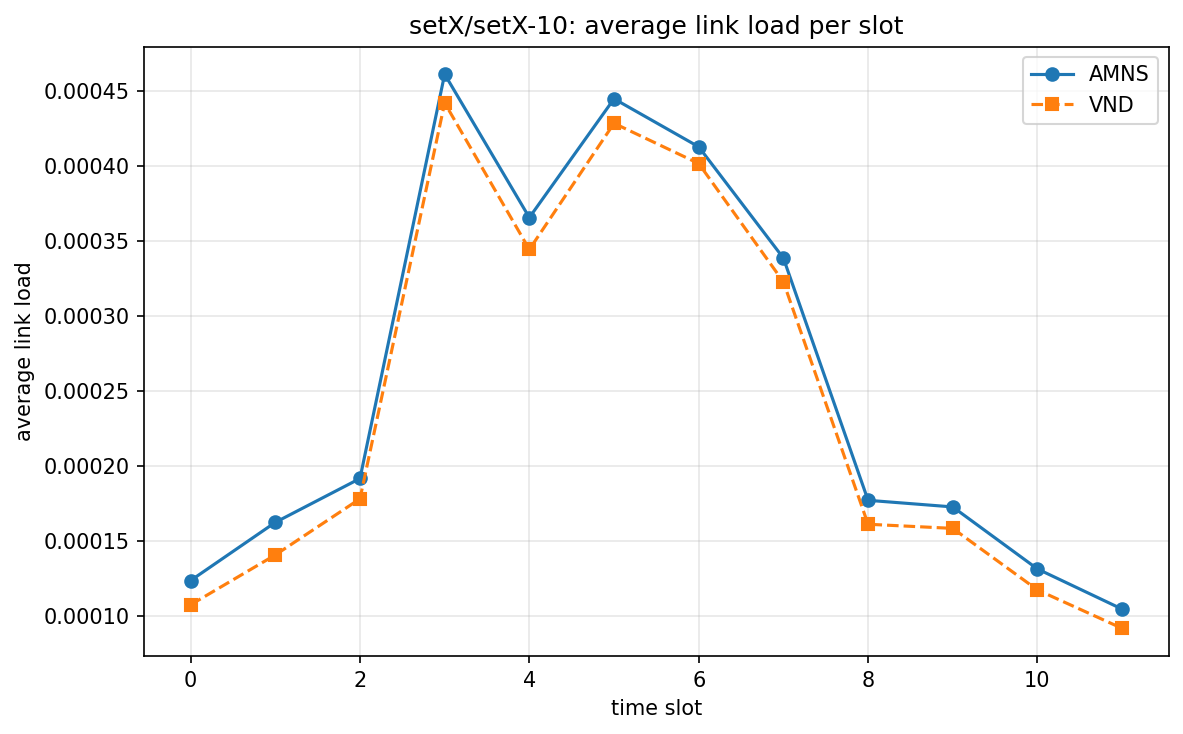 setX/setX-10: average link load per slot
AMNS
VND
average link load
0.00045
0.00040
0.00035
0.00030
0.00025
0.00020
0.00015
0.00010
0 2 4 6 8 10
time slot